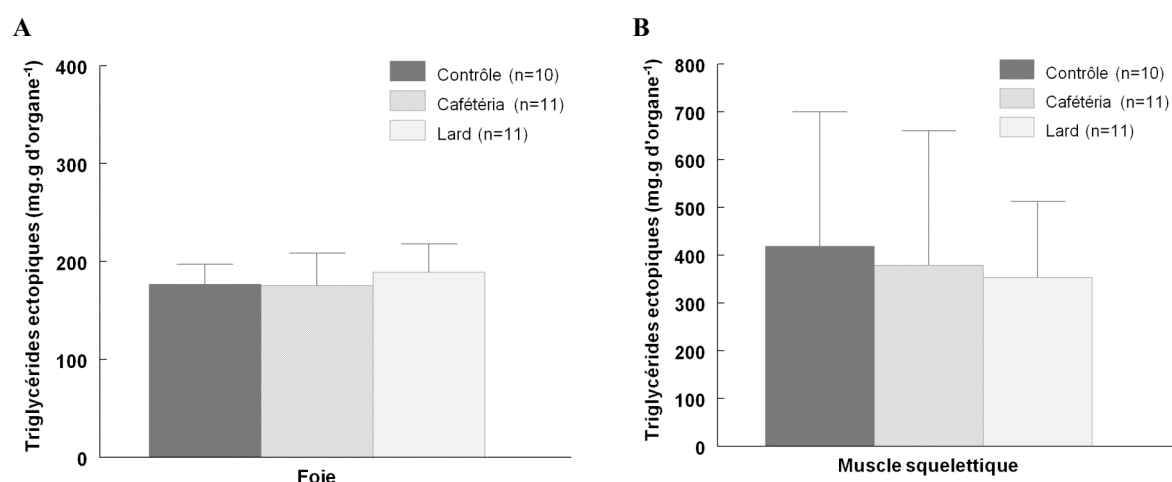 A
Triglycérides ectopiques (mg.g d'organe⁻¹)
400
300
200
100
0
Contrôle (n=10)
Cafétéria (n=11)
Lard (n=11)
Foie
B
Triglycérides ectopiques (mg.g d'organe⁻¹)
800
700
600
500
400
300
200
100
0
Contrôle (n=10)
Cafétéria (n=11)
Lard (n=11)
Muscle squelettique